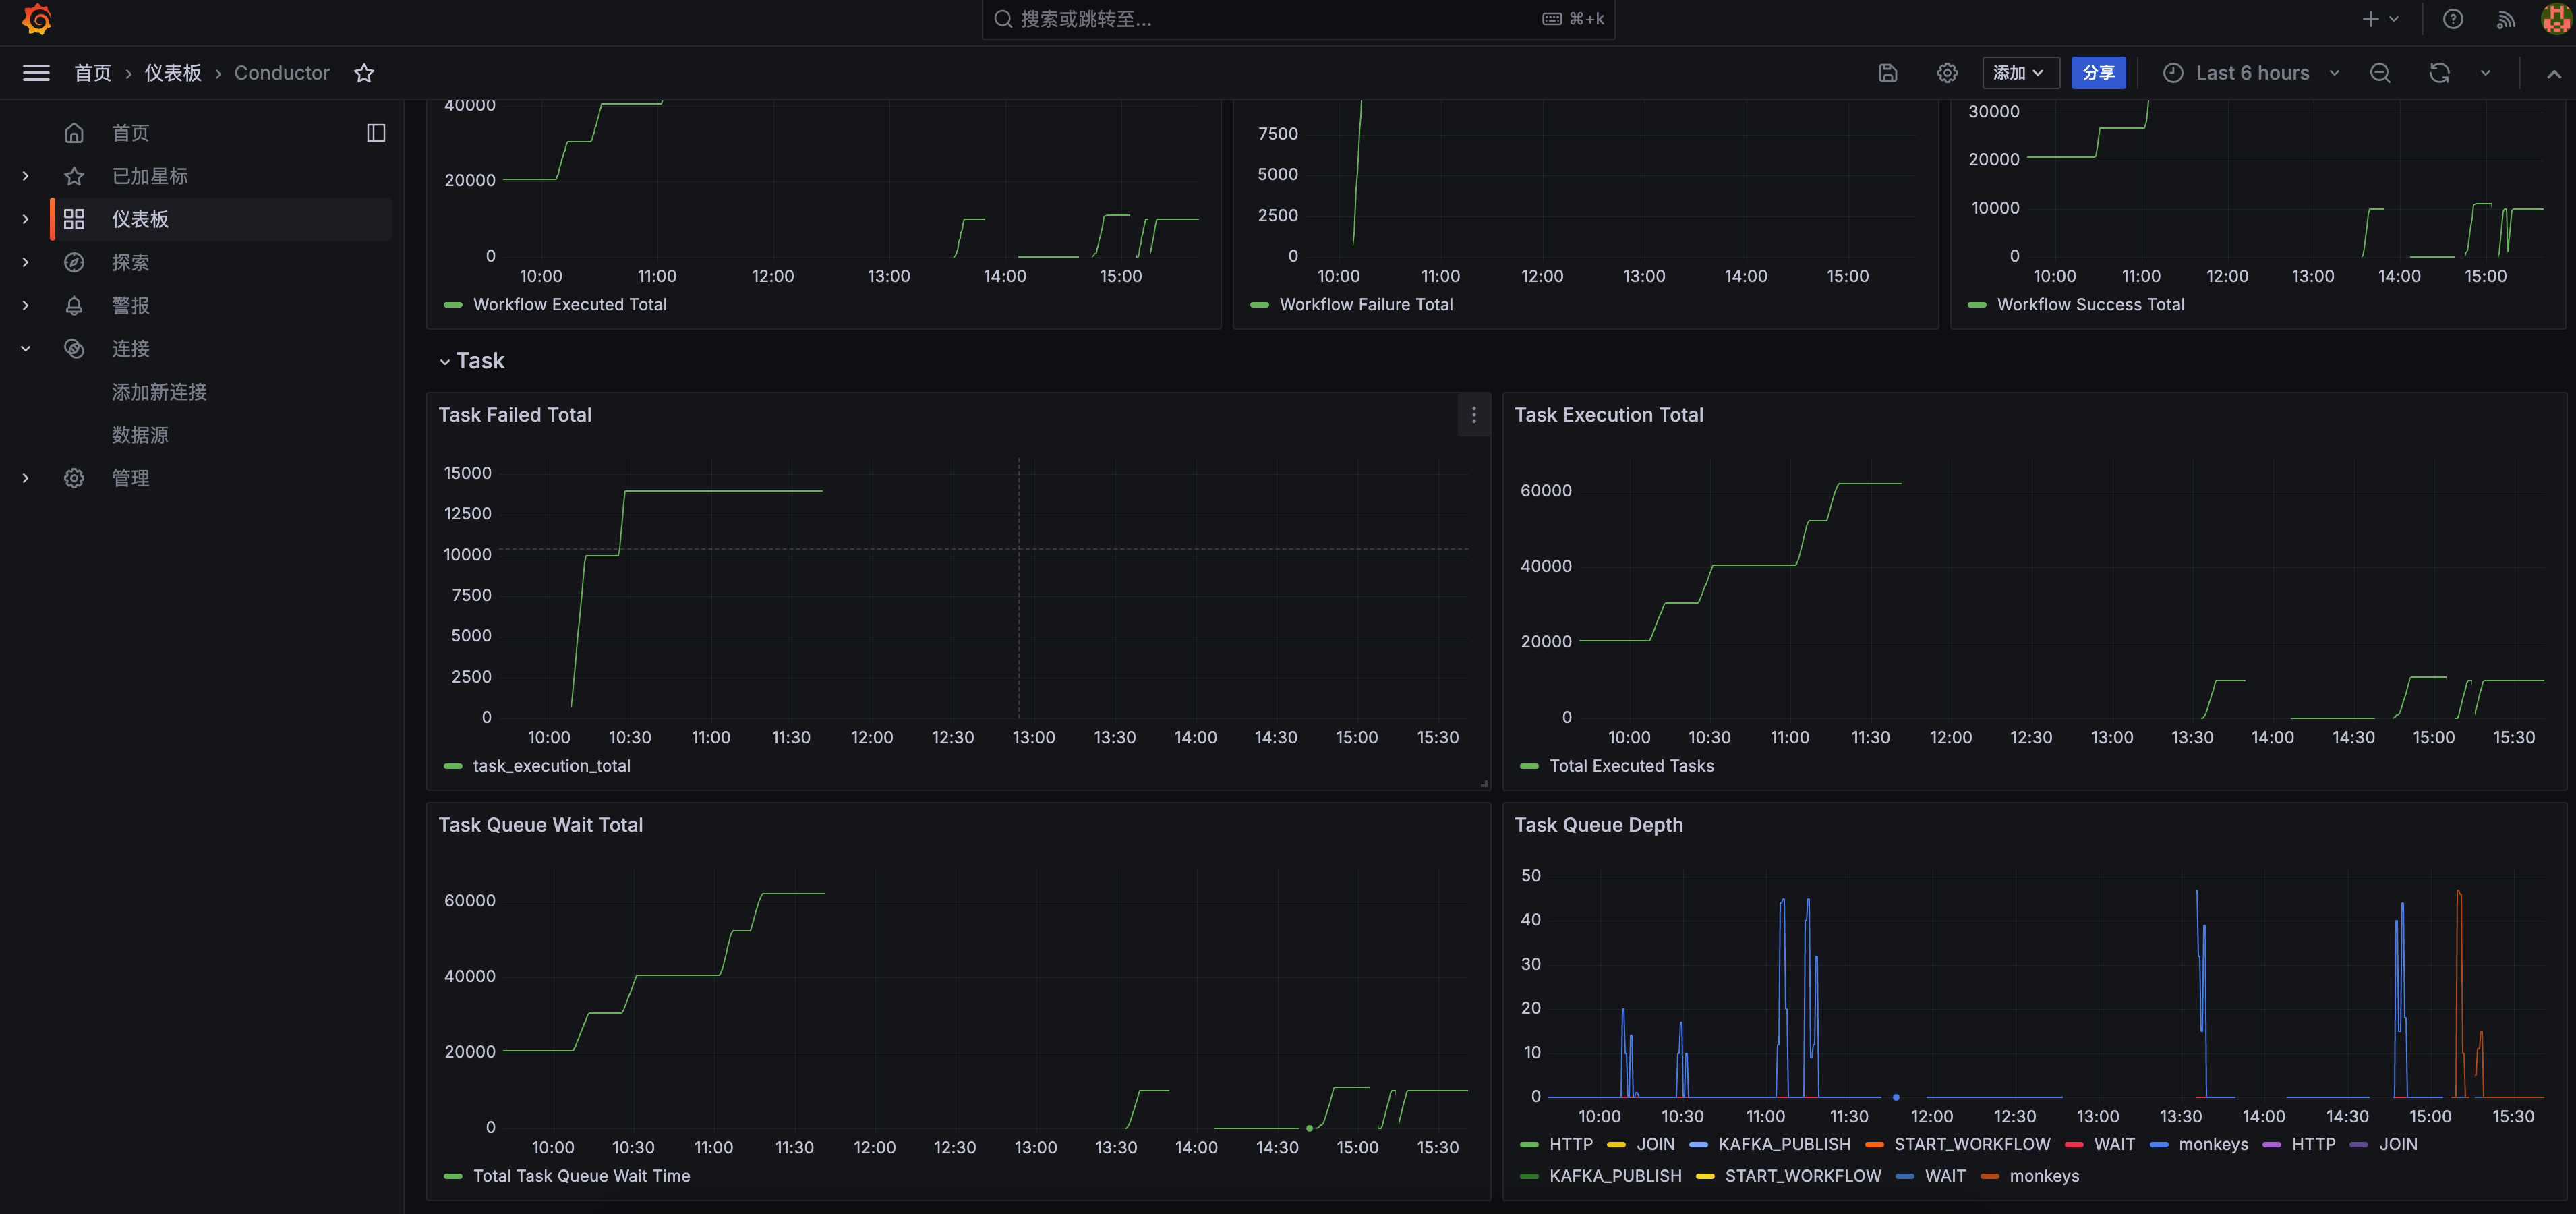 搜索或跳转至...
⌘+k
首页 › 仪表板 › Conductor
添加
分享
Last 6 hours
首页
已加星标
仪表板
探索
警报
连接
添加新连接
数据源
管理
40000
20000
0
10:00 11:00 12:00 13:00 14:00 15:00
Workflow Executed Total
7500
5000
2500
0
10:00 11:00 12:00 13:00 14:00 15:00
Workflow Failure Total
30000
20000
10000
0
10:00 11:00 12:00 13:00 14:00 15:00
Workflow Success Total
Task
Task Failed Total
15000
12500
10000
7500
5000
2500
0
10:00 10:30 11:00 11:30 12:00 12:30 13:00 13:30 14:00 14:30 15:00 15:30
task_execution_total
Task Execution Total
60000
40000
20000
0
10:00 10:30 11:00 11:30 12:00 12:30 13:00 13:30 14:00 14:30 15:00 15:30
Total Executed Tasks
Task Queue Wait Total
60000
40000
20000
0
10:00 10:30 11:00 11:30 12:00 12:30 13:00 13:30 14:00 14:30 15:00 15:30
Total Task Queue Wait Time
Task Queue Depth
50
40
30
20
10
0
10:00 10:30 11:00 11:30 12:00 12:30 13:00 13:30 14:00 14:30 15:00 15:30
HTTP JOIN KAFKA_PUBLISH START_WORKFLOW WAIT monkeys HTTP JOIN
KAFKA_PUBLISH START_WORKFLOW WAIT monkeys